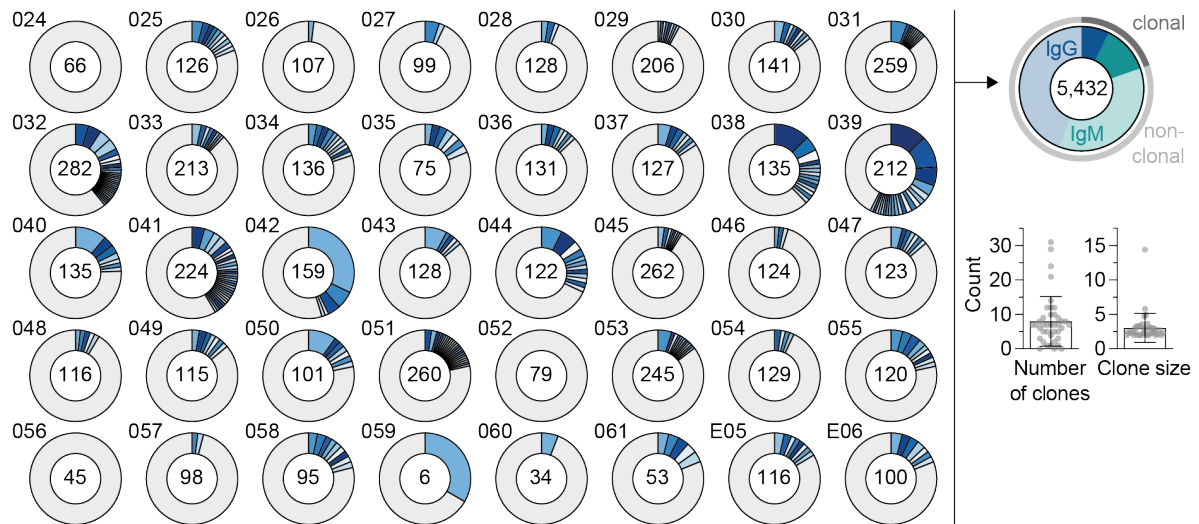 024 025 026 027 028 029 030 031
66 126 107 99 128 206 141 259
032 033 034 035 036 037 038 039
282 213 136 75 131 127 135 212
040 041 042 043 044 045 046 047
135 224 159 128 122 262 124 123
048 049 050 051 052 053 054 055
116 115 101 260 79 245 129 120
056 057 058 059 060 061 E05 E06
45 98 95 6 34 53 116 100
clonal
IgG
5,432
IgM
non-
clonal
Count
30
20
10
0
Number
of clones
15
10
5
0
Clone size